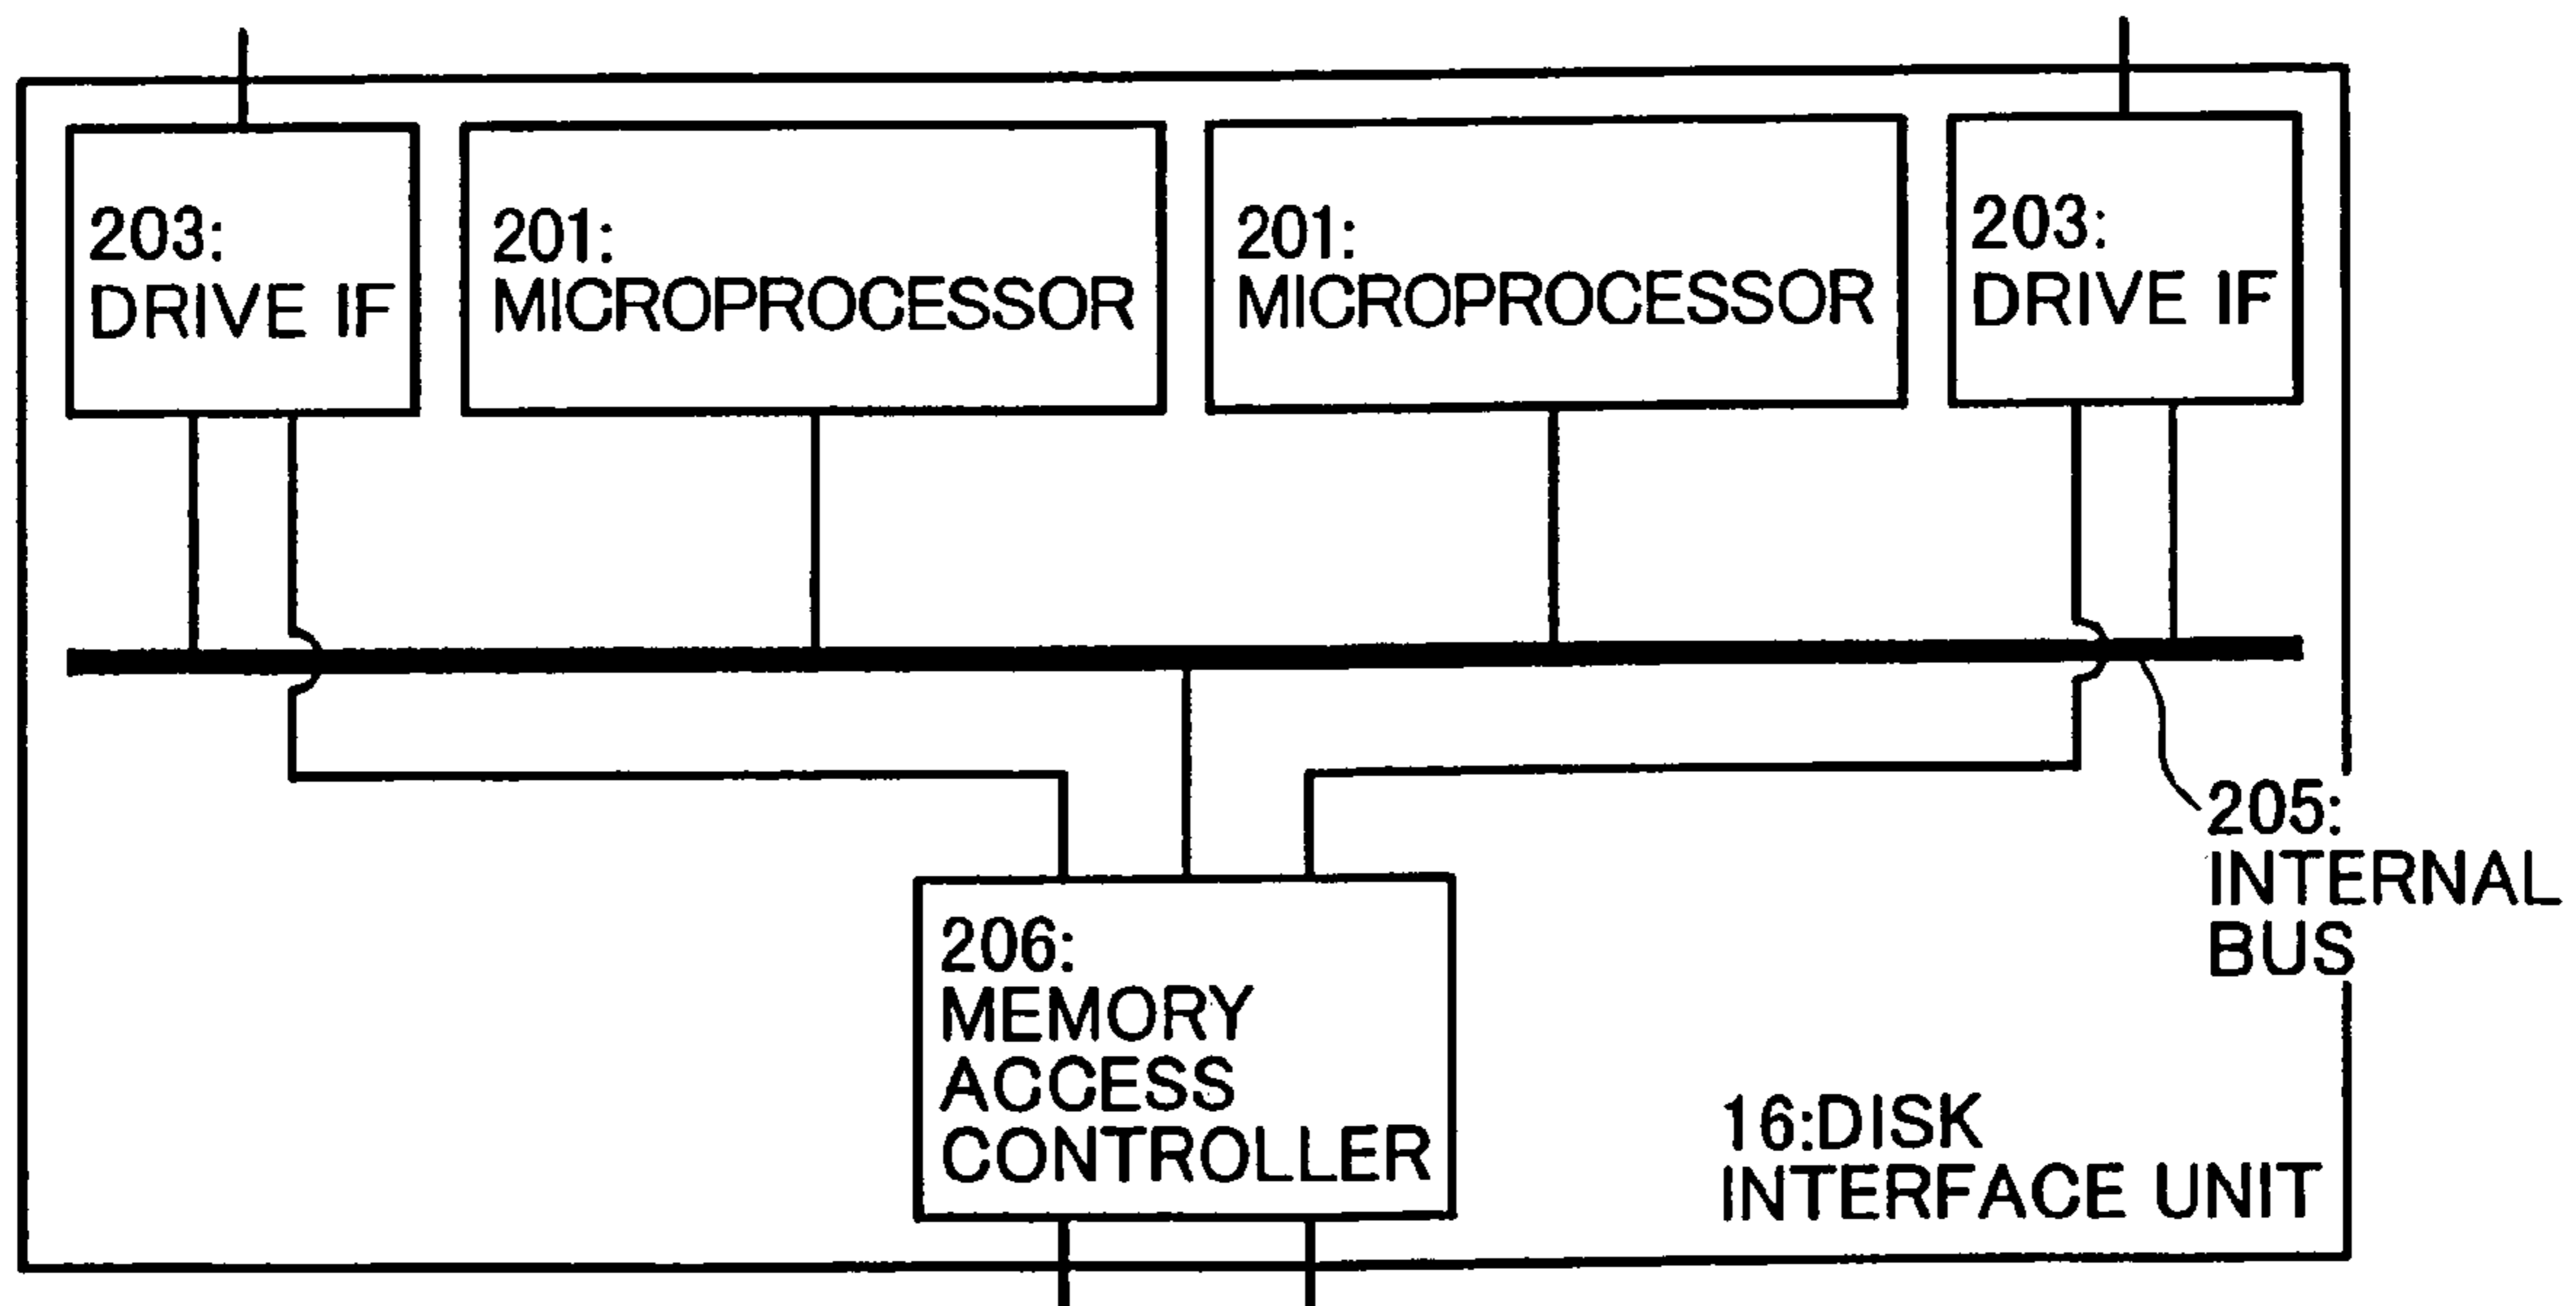 203:
DRIVE IF
201:
MICROPROCESSOR
201:
MICROPROCESSOR
203:
DRIVE IF
205:
INTERNAL
BUS
206:
MEMORY
ACCESS
CONTROLLER
16:DISK
INTERFACE UNIT